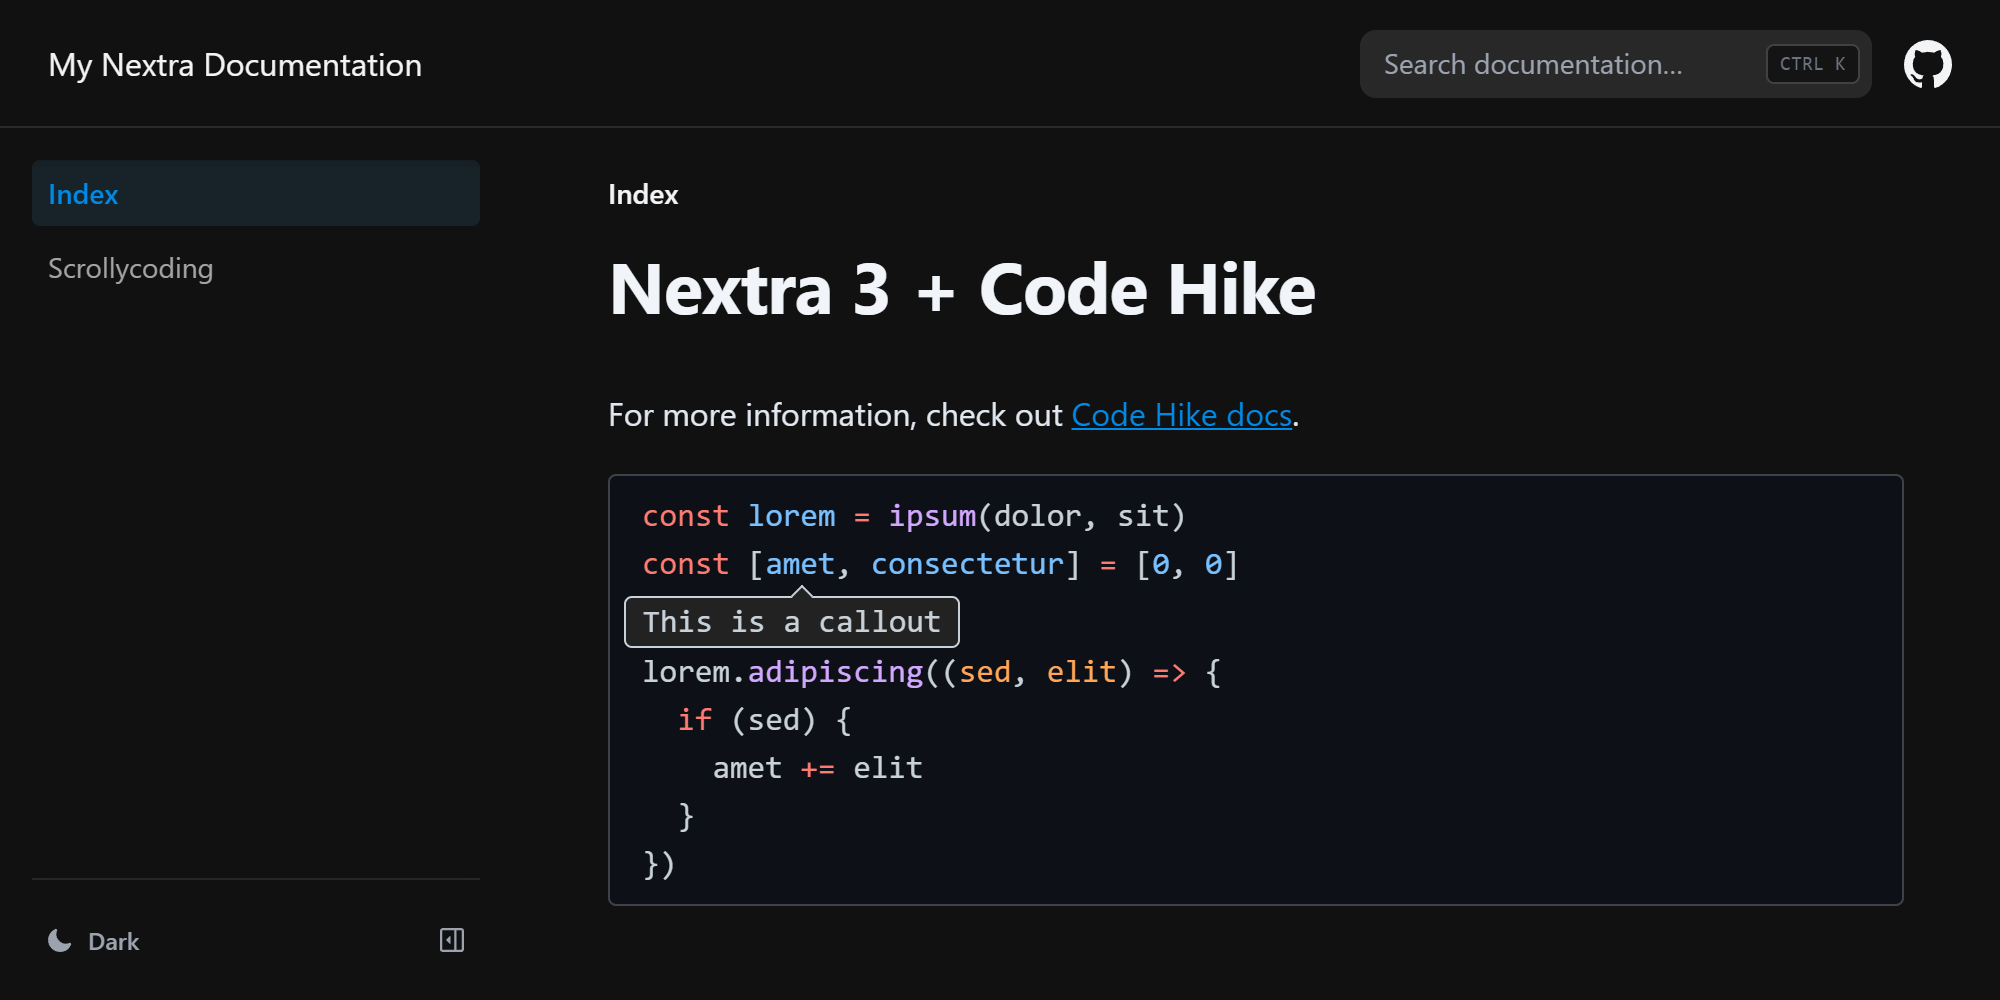 My Nextra Documentation
Search documentation...
CTRL K
Index
Scrollycoding
Index
Nextra 3 + Code Hike
For more information, check out Code Hike docs.
const lorem = ipsum(dolor, sit)
const [amet, consectetur] = [0, 0]
This is a callout
lorem.adipiscing((sed, elit) => {
  if (sed) {
    amet += elit
  }
})
Dark